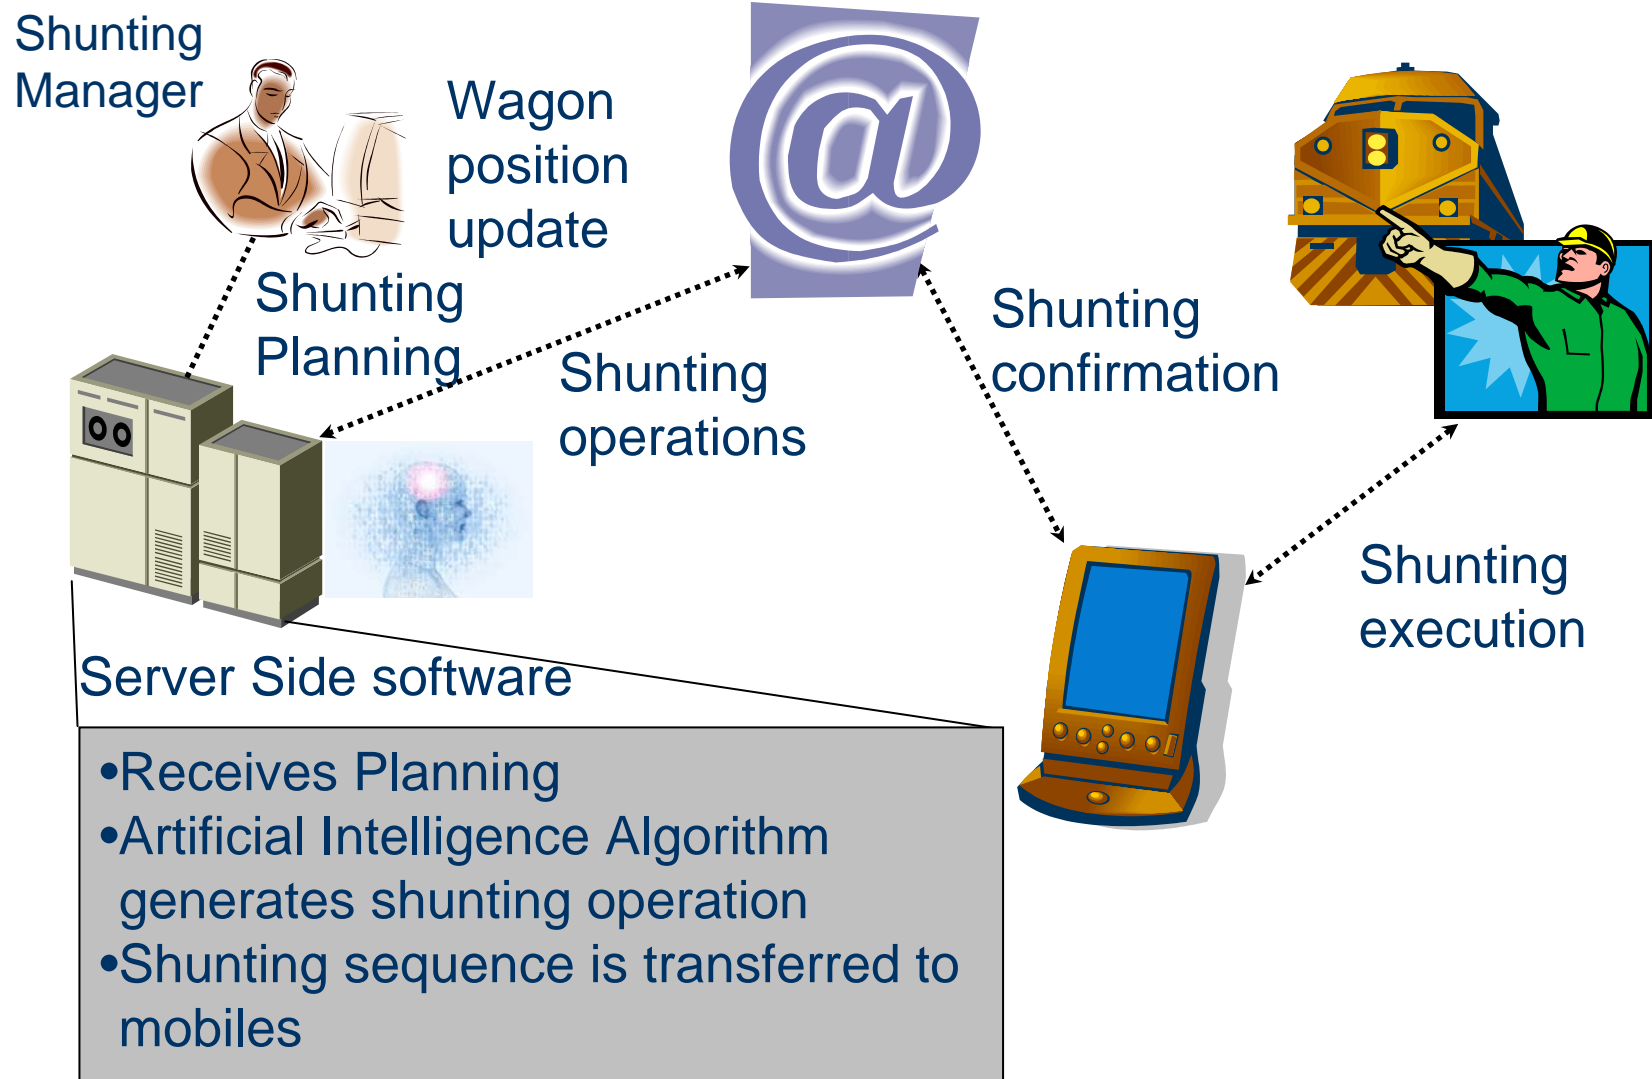 Shunting
Manager
Wagon
position
update
@
Shunting
Planning
Shunting
operations
Shunting
confirmation
Shunting
execution
Server Side software
•Receives Planning
•Artificial Intelligence Algorithm
generates shunting operation
•Shunting sequence is transferred to
mobiles